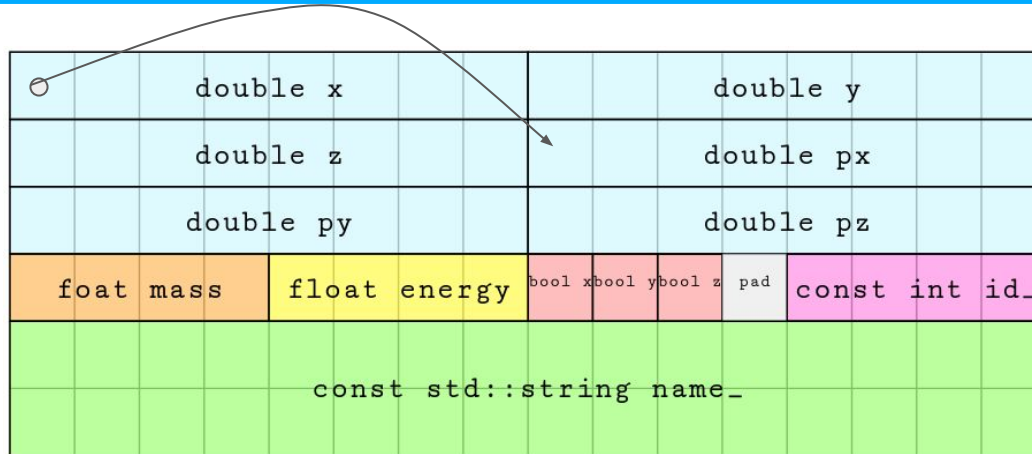 double x double y
double z double px
double py double pz
foat mass float energy bool x bool y bool z pad const int id_
const std::string name_